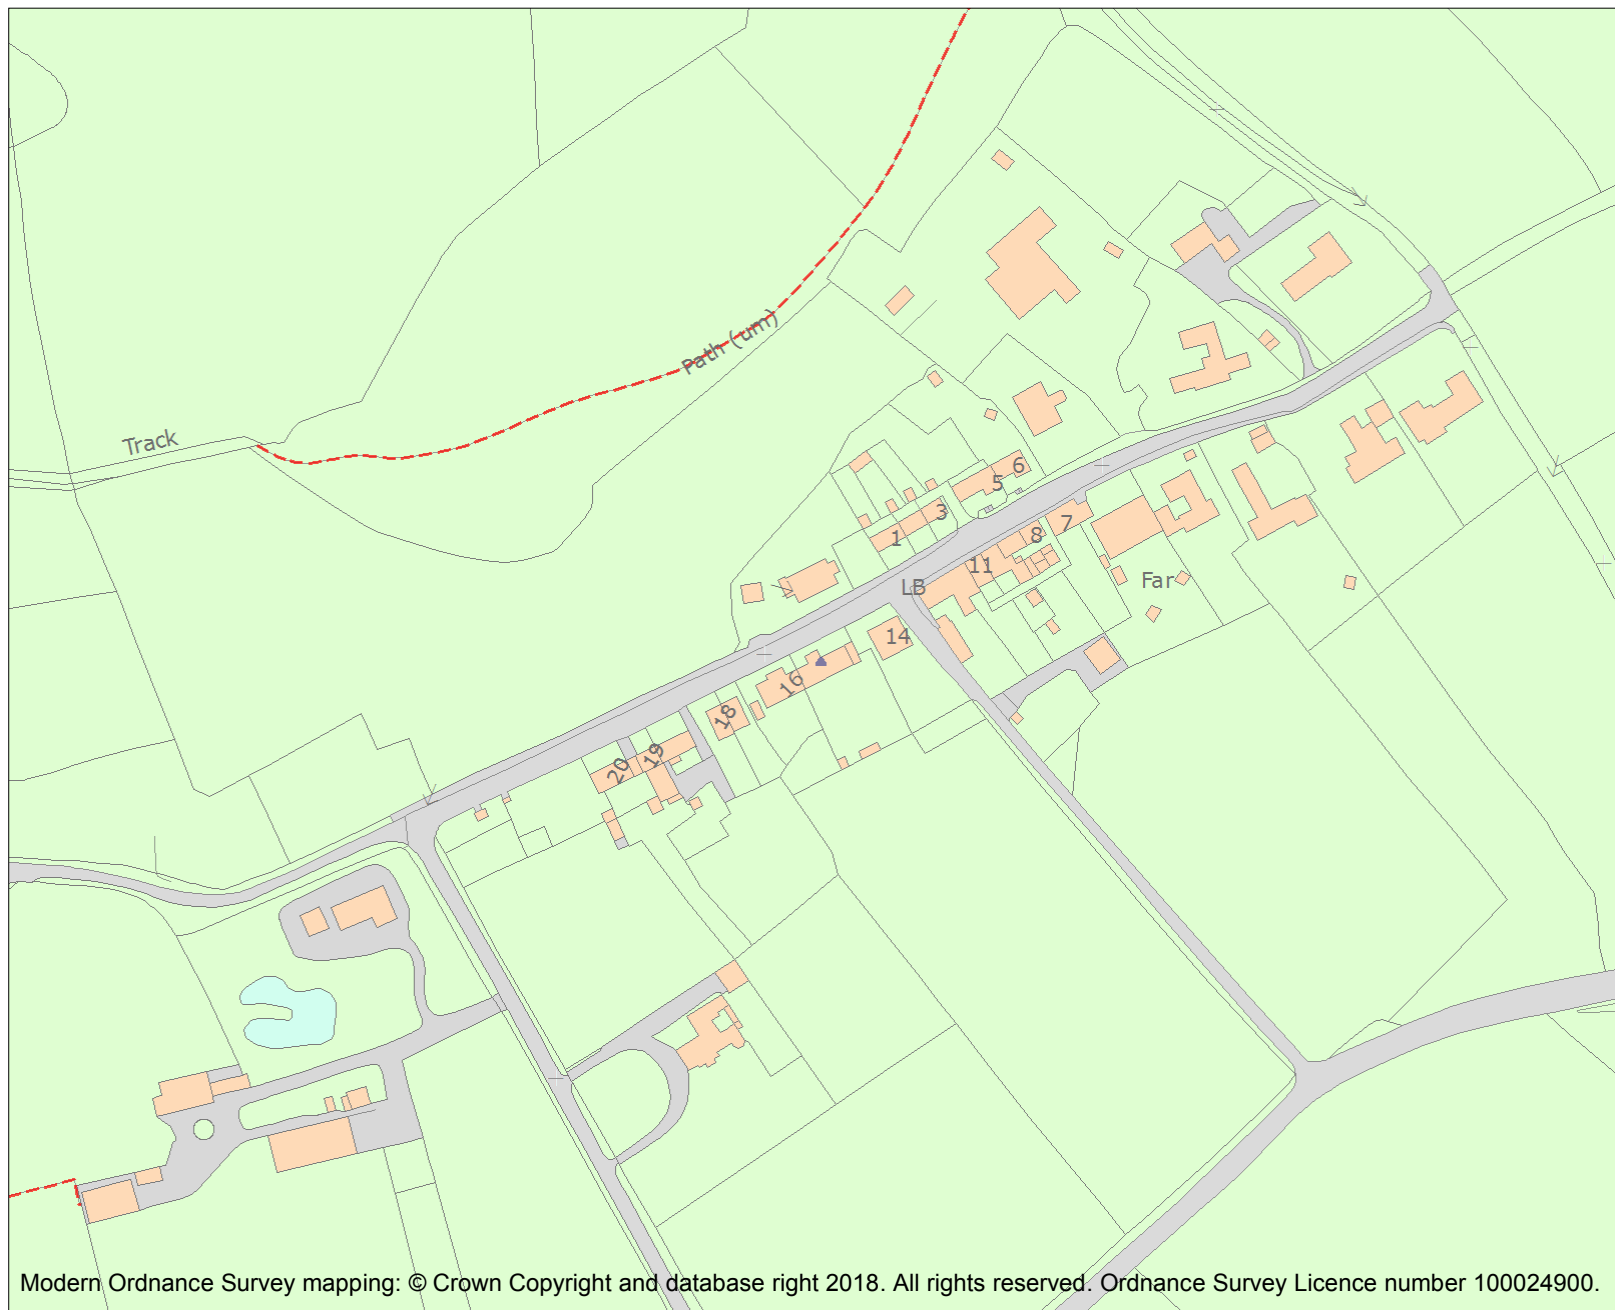 Path (um)
Track
6
5
3
1
7
8
11
LB
Far
14
16
18
19
20
Modern Ordnance Survey mapping: © Crown Copyright and database right 2018. All rights reserved. Ordnance Survey Licence number 100024900.